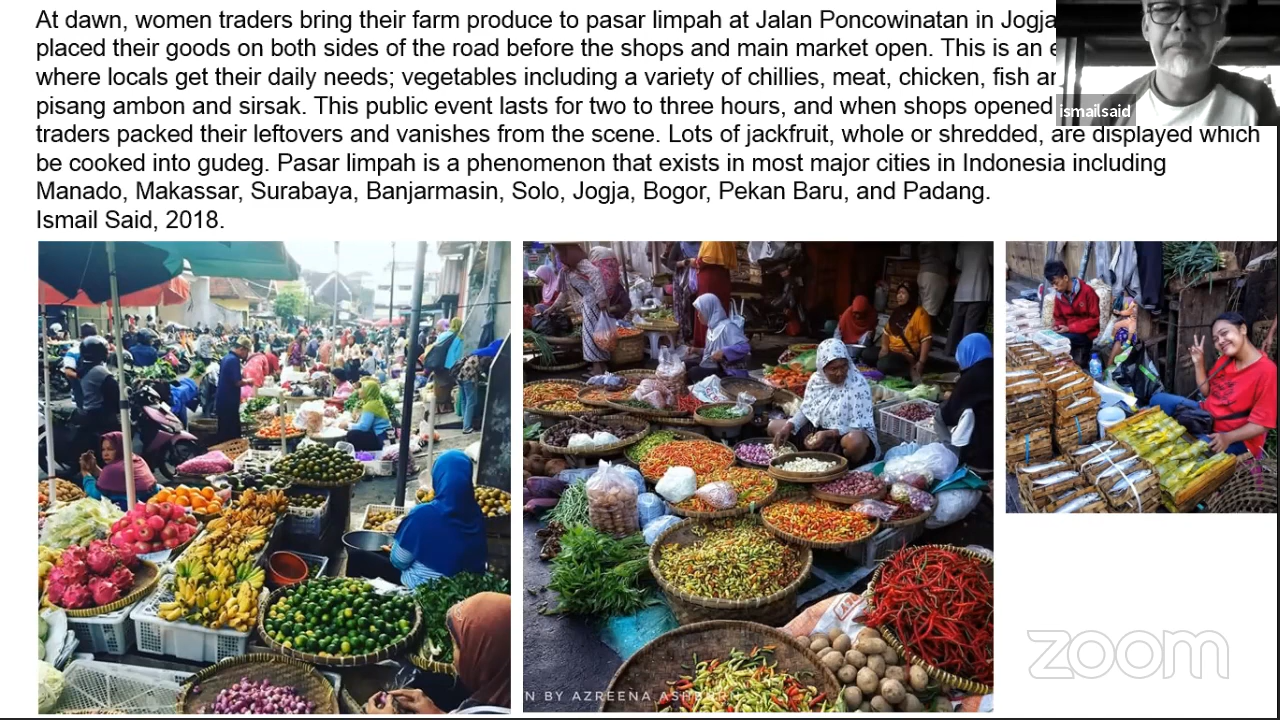 At dawn, women traders bring their farm produce to pasar limpah at Jalan Poncowinatan in Jogja
placed their goods on both sides of the road before the shops and main market open. This is an
where locals get their daily needs; vegetables including a variety of chillies, meat, chicken, fish
pisang ambon and sirsak. This public event lasts for two to three hours, and when shops opened
ismailsaid
traders packed their leftovers and vanishes from the scene. Lots of jackfruit, whole or shredded, are displayed which
be cooked into gudeg. Pasar limpah is a phenomenon that exists in most major cities in Indonesia including
Manado, Makassar, Surabaya, Banjarmasin, Solo, Jogja, Bogor, Pekan Baru, and Padang.
Ismail Said, 2018.
N BY AZREENA
zoom